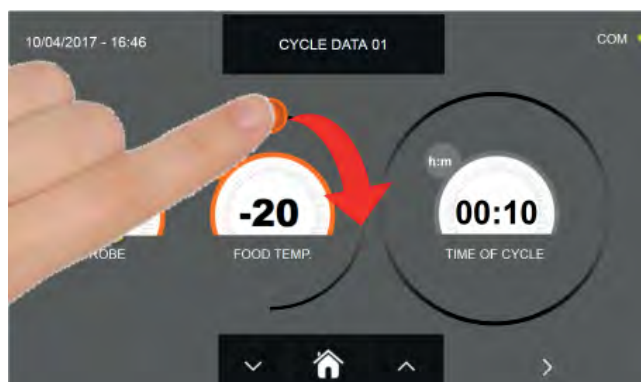 10/04/2017 - 16:46
CYCLE DATA 01
COM
h:m
-20
00:10
FOOD TEMP.
TIME OF CYCLE